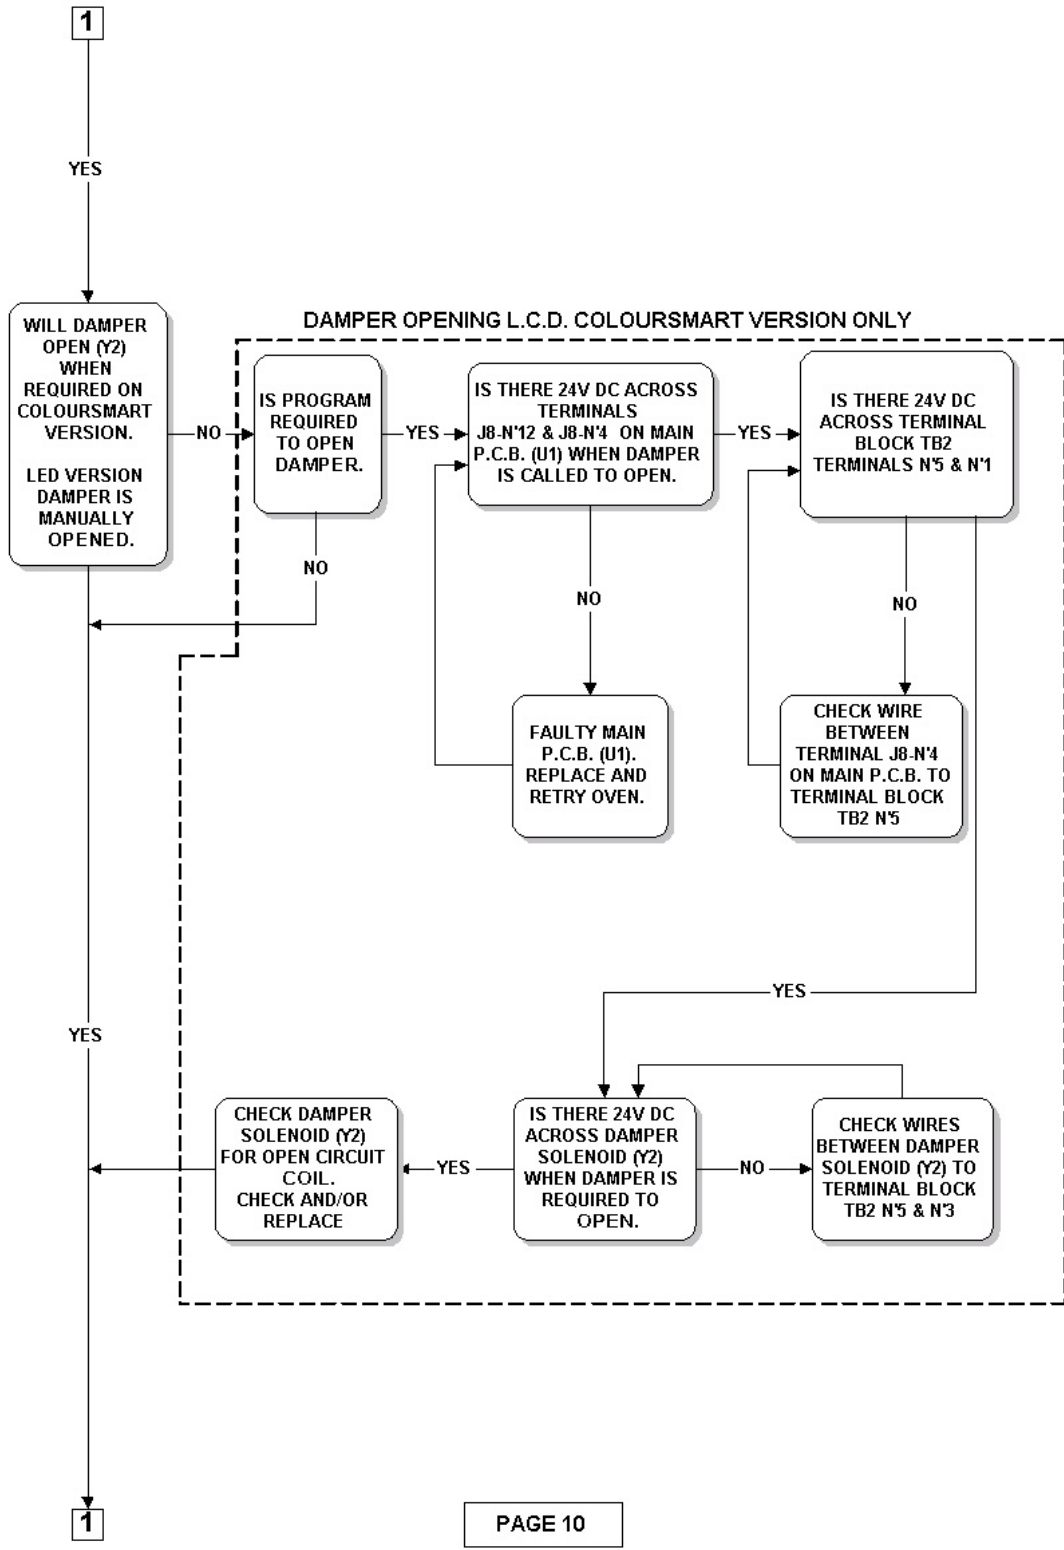 1
YES
DAMPER OPENING L.C.D. COLOURSMART VERSION ONLY
WILL DAMPER
OPEN (Y2)
WHEN
REQUIRED ON
COLOURSMART
VERSION.
LED VERSION
DAMPER IS
MANUALLY
OPENED.
NO
IS PROGRAM
REQUIRED
TO OPEN
DAMPER.
YES
IS THERE 24V DC ACROSS
TERMINALS
J8-N'12 & J8-N'4 ON MAIN
P.C.B. (U1) WHEN DAMPER
IS CALLED TO OPEN.
YES
IS THERE 24V DC
ACROSS TERMINAL
BLOCK TB2
TERMINALS N'5 & N'1
NO
NO
NO
FAULTY MAIN
P.C.B. (U1).
REPLACE AND
RETRY OVEN.
CHECK WIRE
BETWEEN
TERMINAL J8-N'4
ON MAIN P.C.B. TO
TERMINAL BLOCK
TB2 N'5
YES
YES
CHECK DAMPER
SOLENOID (Y2)
FOR OPEN CIRCUIT
COIL.
CHECK AND/OR
REPLACE
YES
IS THERE 24V DC
ACROSS DAMPER
SOLENOID (Y2)
WHEN DAMPER IS
REQUIRED TO
OPEN.
NO
CHECK WIRES
BETWEEN DAMPER
SOLENOID (Y2) TO
TERMINAL BLOCK
TB2 N'5 & N'3
1
PAGE 10